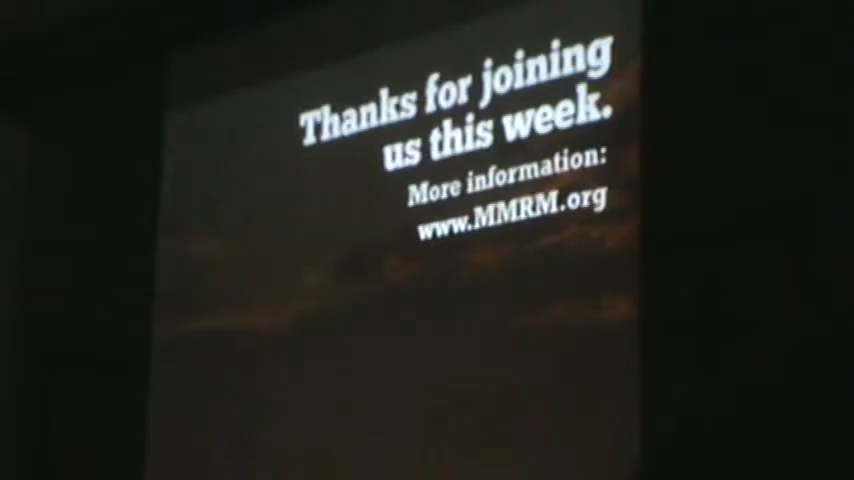 Thanks for joining
us this week.
More information:
www.MMRM.org